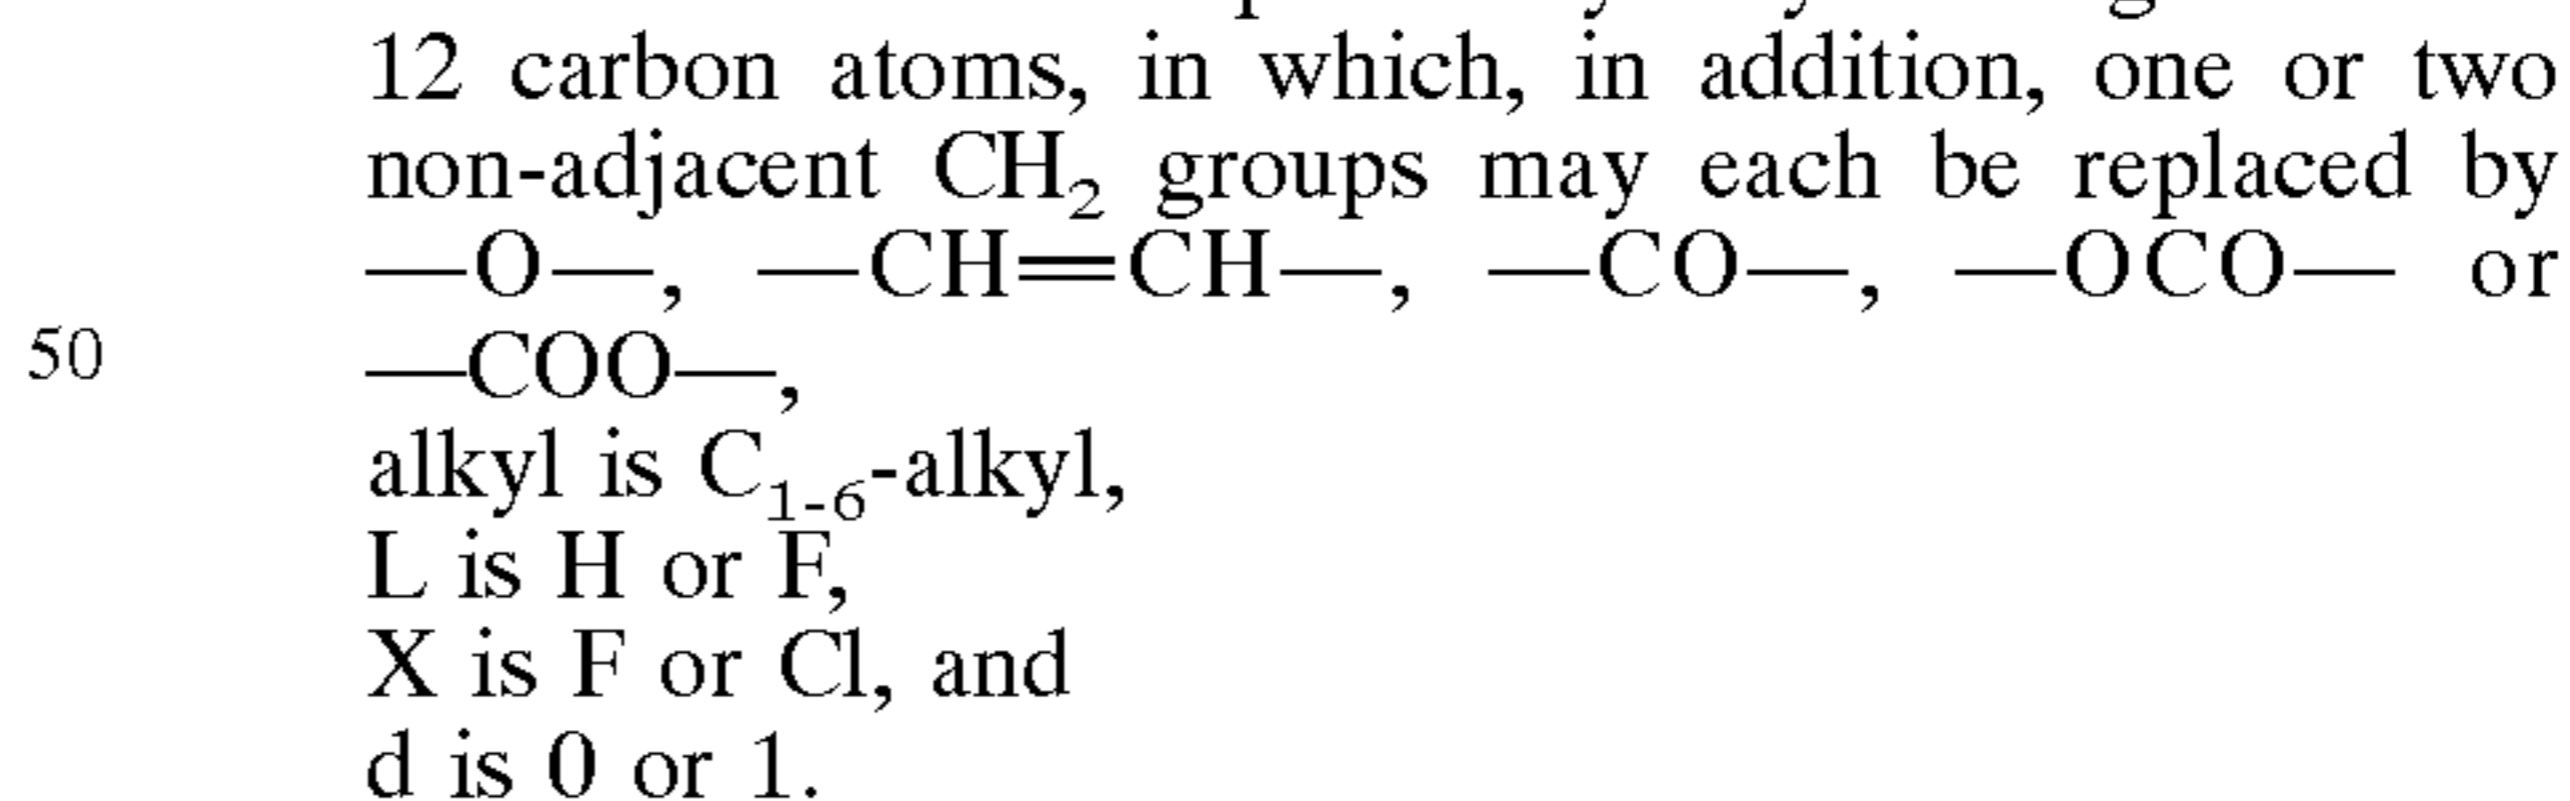 12 carbon atoms, in which, in addition, one or two
non-adjacent CH₂ groups may each be replaced by
—O—, —CH=CH—, —CO—, —OCO— or
50 —COO—,
alkyl is C₁₋₆-alkyl,
L is H or F,
X is F or Cl, and
d is 0 or 1.